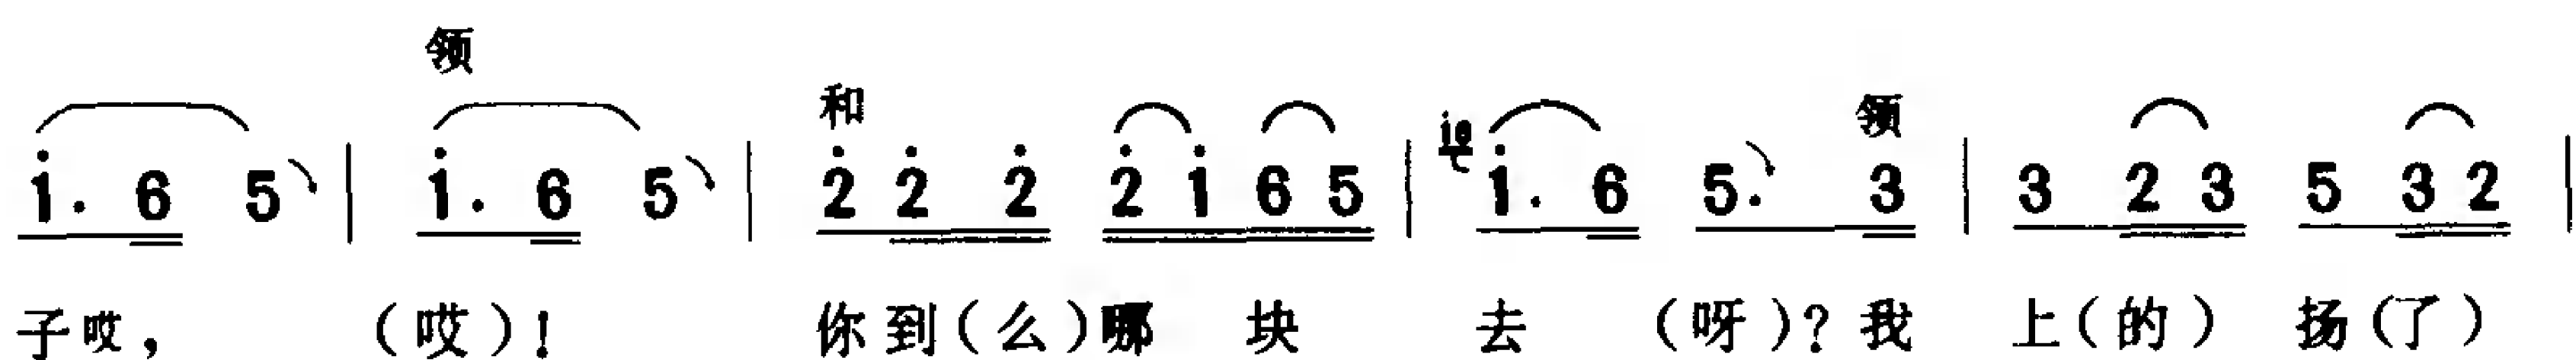 领
和 领
i. 6 5 | i. 6 5 | 2 2 2 2 i 6 5 | i. 6 5. 3 | 3 2 3 5 3 2 |
子哎， （哎）！ 你到（么）哪 块 去 （呀）？我 上（的） 扬（了）